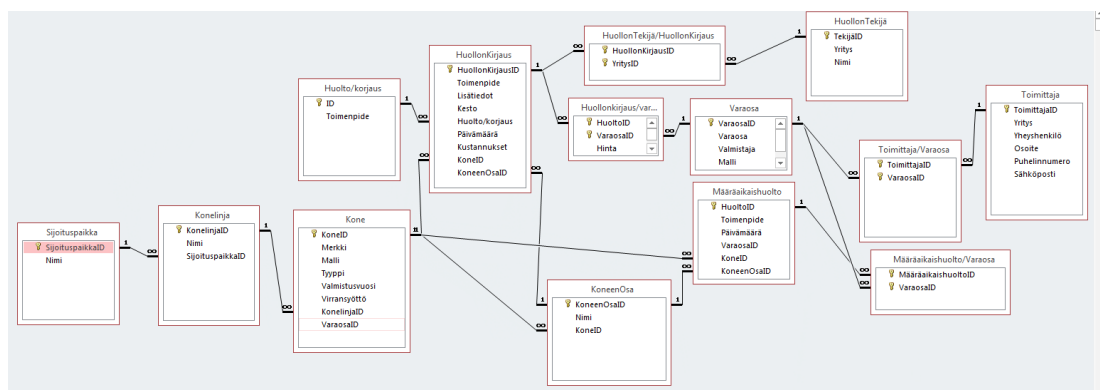 Sijoituspaikka
SijoituspaikkaID
Nimi
Konelinja
KonelinjaID
Nimi
SijoituspaikkaID
Huolto/korjaus
ID
Toimenpide
Kone
KoneID
Merkki
Malli
Tyyppi
Valmistusvuosi
Virransyöttö
KonelinjaID
VaraosaID
HuollonKirjaus
HuollonKirjausID
Toimenpide
Lisätiedot
Kesto
Huolto/korjaus
Päivämäärä
Kustannukset
KoneID
KoneenOsaID
HuollonTekijä/HuollonKirjaus
HuollonKirjausID
YritysID
Huollonkirjaus/var...
HuoltoID
VaraosaID
Hinta
KoneenOsa
KoneenOsaID
Nimi
KoneID
Varaosa
VaraosaID
Varaosa
Valmistaja
Malli
Määräaikaishuolto
HuoltoID
Toimenpide
Päivämäärä
VaraosaID
KoneID
KoneenOsaID
HuollonTekijä
TekijäID
Yritys
Nimi
Toimittaja/Varaosa
ToimittajaID
VaraosaID
Määräaikaishuolto/Varaosa
MääräaikaishuoltoID
VaraosaID
Toimittaja
ToimittajaID
Yritys
Yheyshenkilö
Osoite
Puhelinnumero
Sähköposti